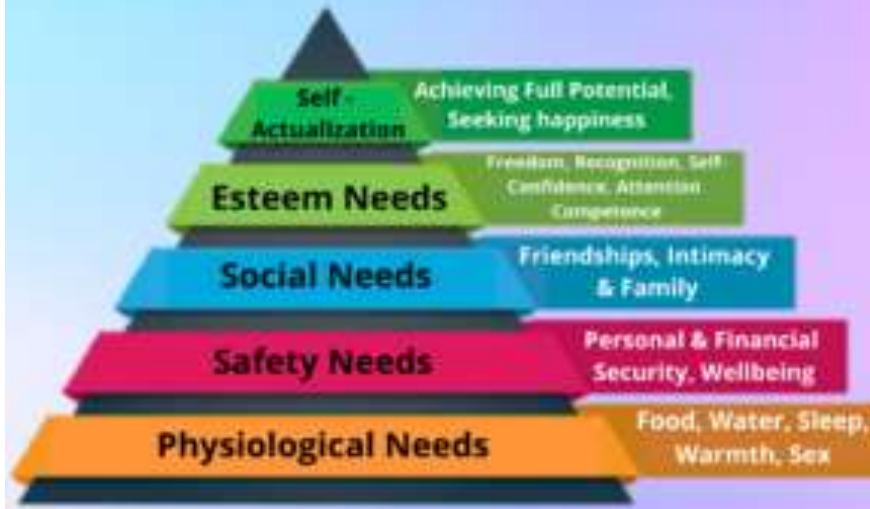 Self -
Actualization
Achieving Full Potential,
Seeking happiness
Esteem Needs
Freedom, Recognition, Self
Confidence, Attention
Competence
Social Needs
Friendships, Intimacy
& Family
Safety Needs
Personal & Financial
Security, Wellbeing
Physiological Needs
Food, Water, Sleep,
Warmth, Sex